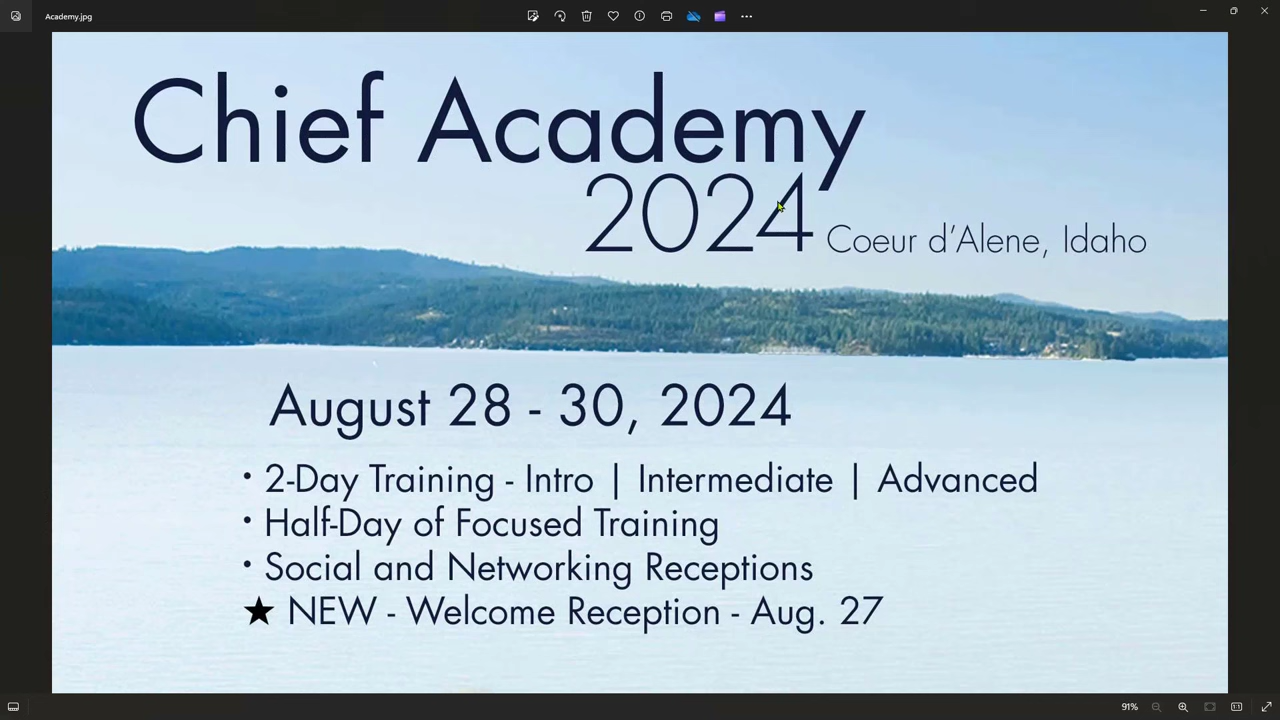 Academy.jpg
Chief Academy
2024 Coeur d'Alene, Idaho
August 28 - 30, 2024
• 2-Day Training - Intro | Intermediate | Advanced
• Half-Day of Focused Training
• Social and Networking Receptions
★ NEW - Welcome Reception - Aug. 27
91%